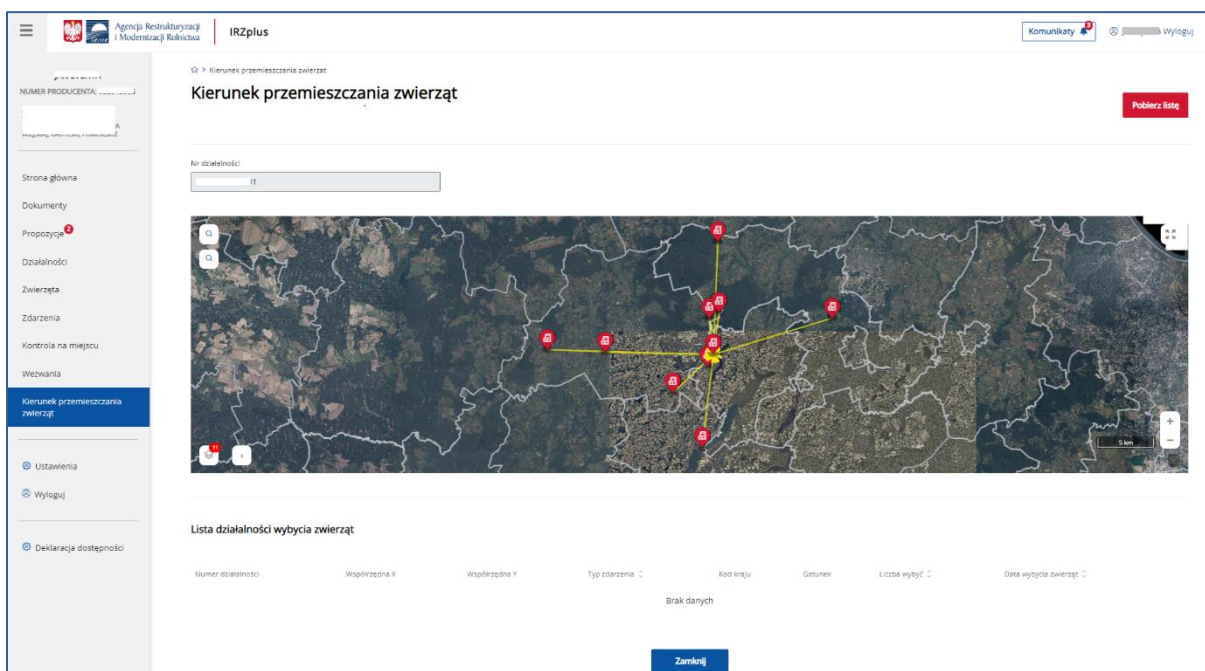 Agencja Restrukturyzacji
i Modernizacji Rolnictwa
IRZplus
Komunikaty 3
Wyloguj
NUMER PRODUCENTA:
Strona główna
Dokumenty
Propozycje 2
Działalności
Zwierzęta
Zdarzenia
Kontrola na miejscu
Wezwania
Kierunek przemieszczania
zwierząt
Ustawienia
Wyloguj
Deklaracja dostępności
Kierunek przemieszczania zwierząt
Kierunek przemieszczania zwierząt
Pobierz listę
Nr działalności
11
+
5 km
−
Lista działalności wybycia zwierząt
Numer działalności Współrzędna X Współrzędna Y Typ zdarzenia Kod kraju Gatunek Liczba wybyć Data wybycia zwierząt
Brak danych
Zamknij